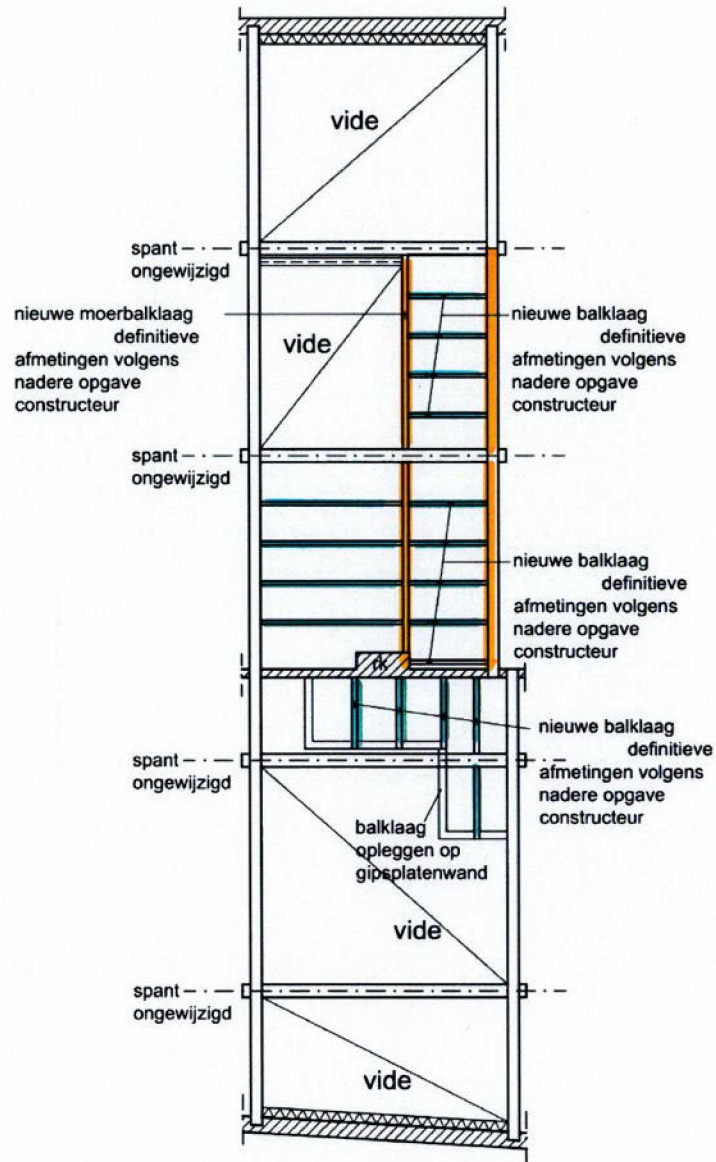 vide
spant
ongewijzigd
nieuwe moerbalklaag
definitieve
afmetingen volgens
nadere opgave
constructeur
vide
nieuwe balklaag
definitieve
afmetingen volgens
nadere opgave
constructeur
spant
ongewijzigd
nieuwe balklaag
definitieve
afmetingen volgens
nadere opgave
constructeur
rk
nieuwe balklaag
definitieve
afmetingen volgens
nadere opgave
constructeur
spant
ongewijzigd
balklaag
opleggen op
gipsplatenwand
vide
spant
ongewijzigd
vide